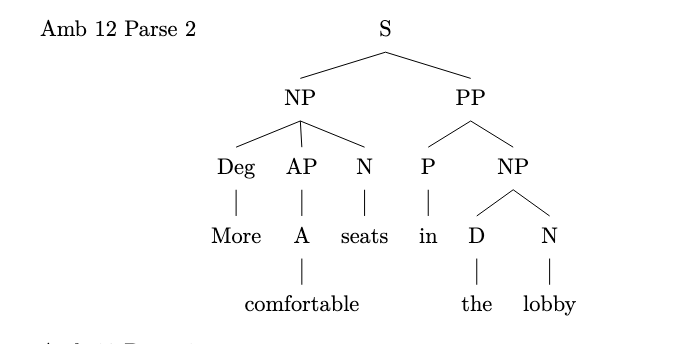 Amb 12 Parse 2
S
NP PP
Deg AP N P NP
More A seats in D N
comfortable the lobby